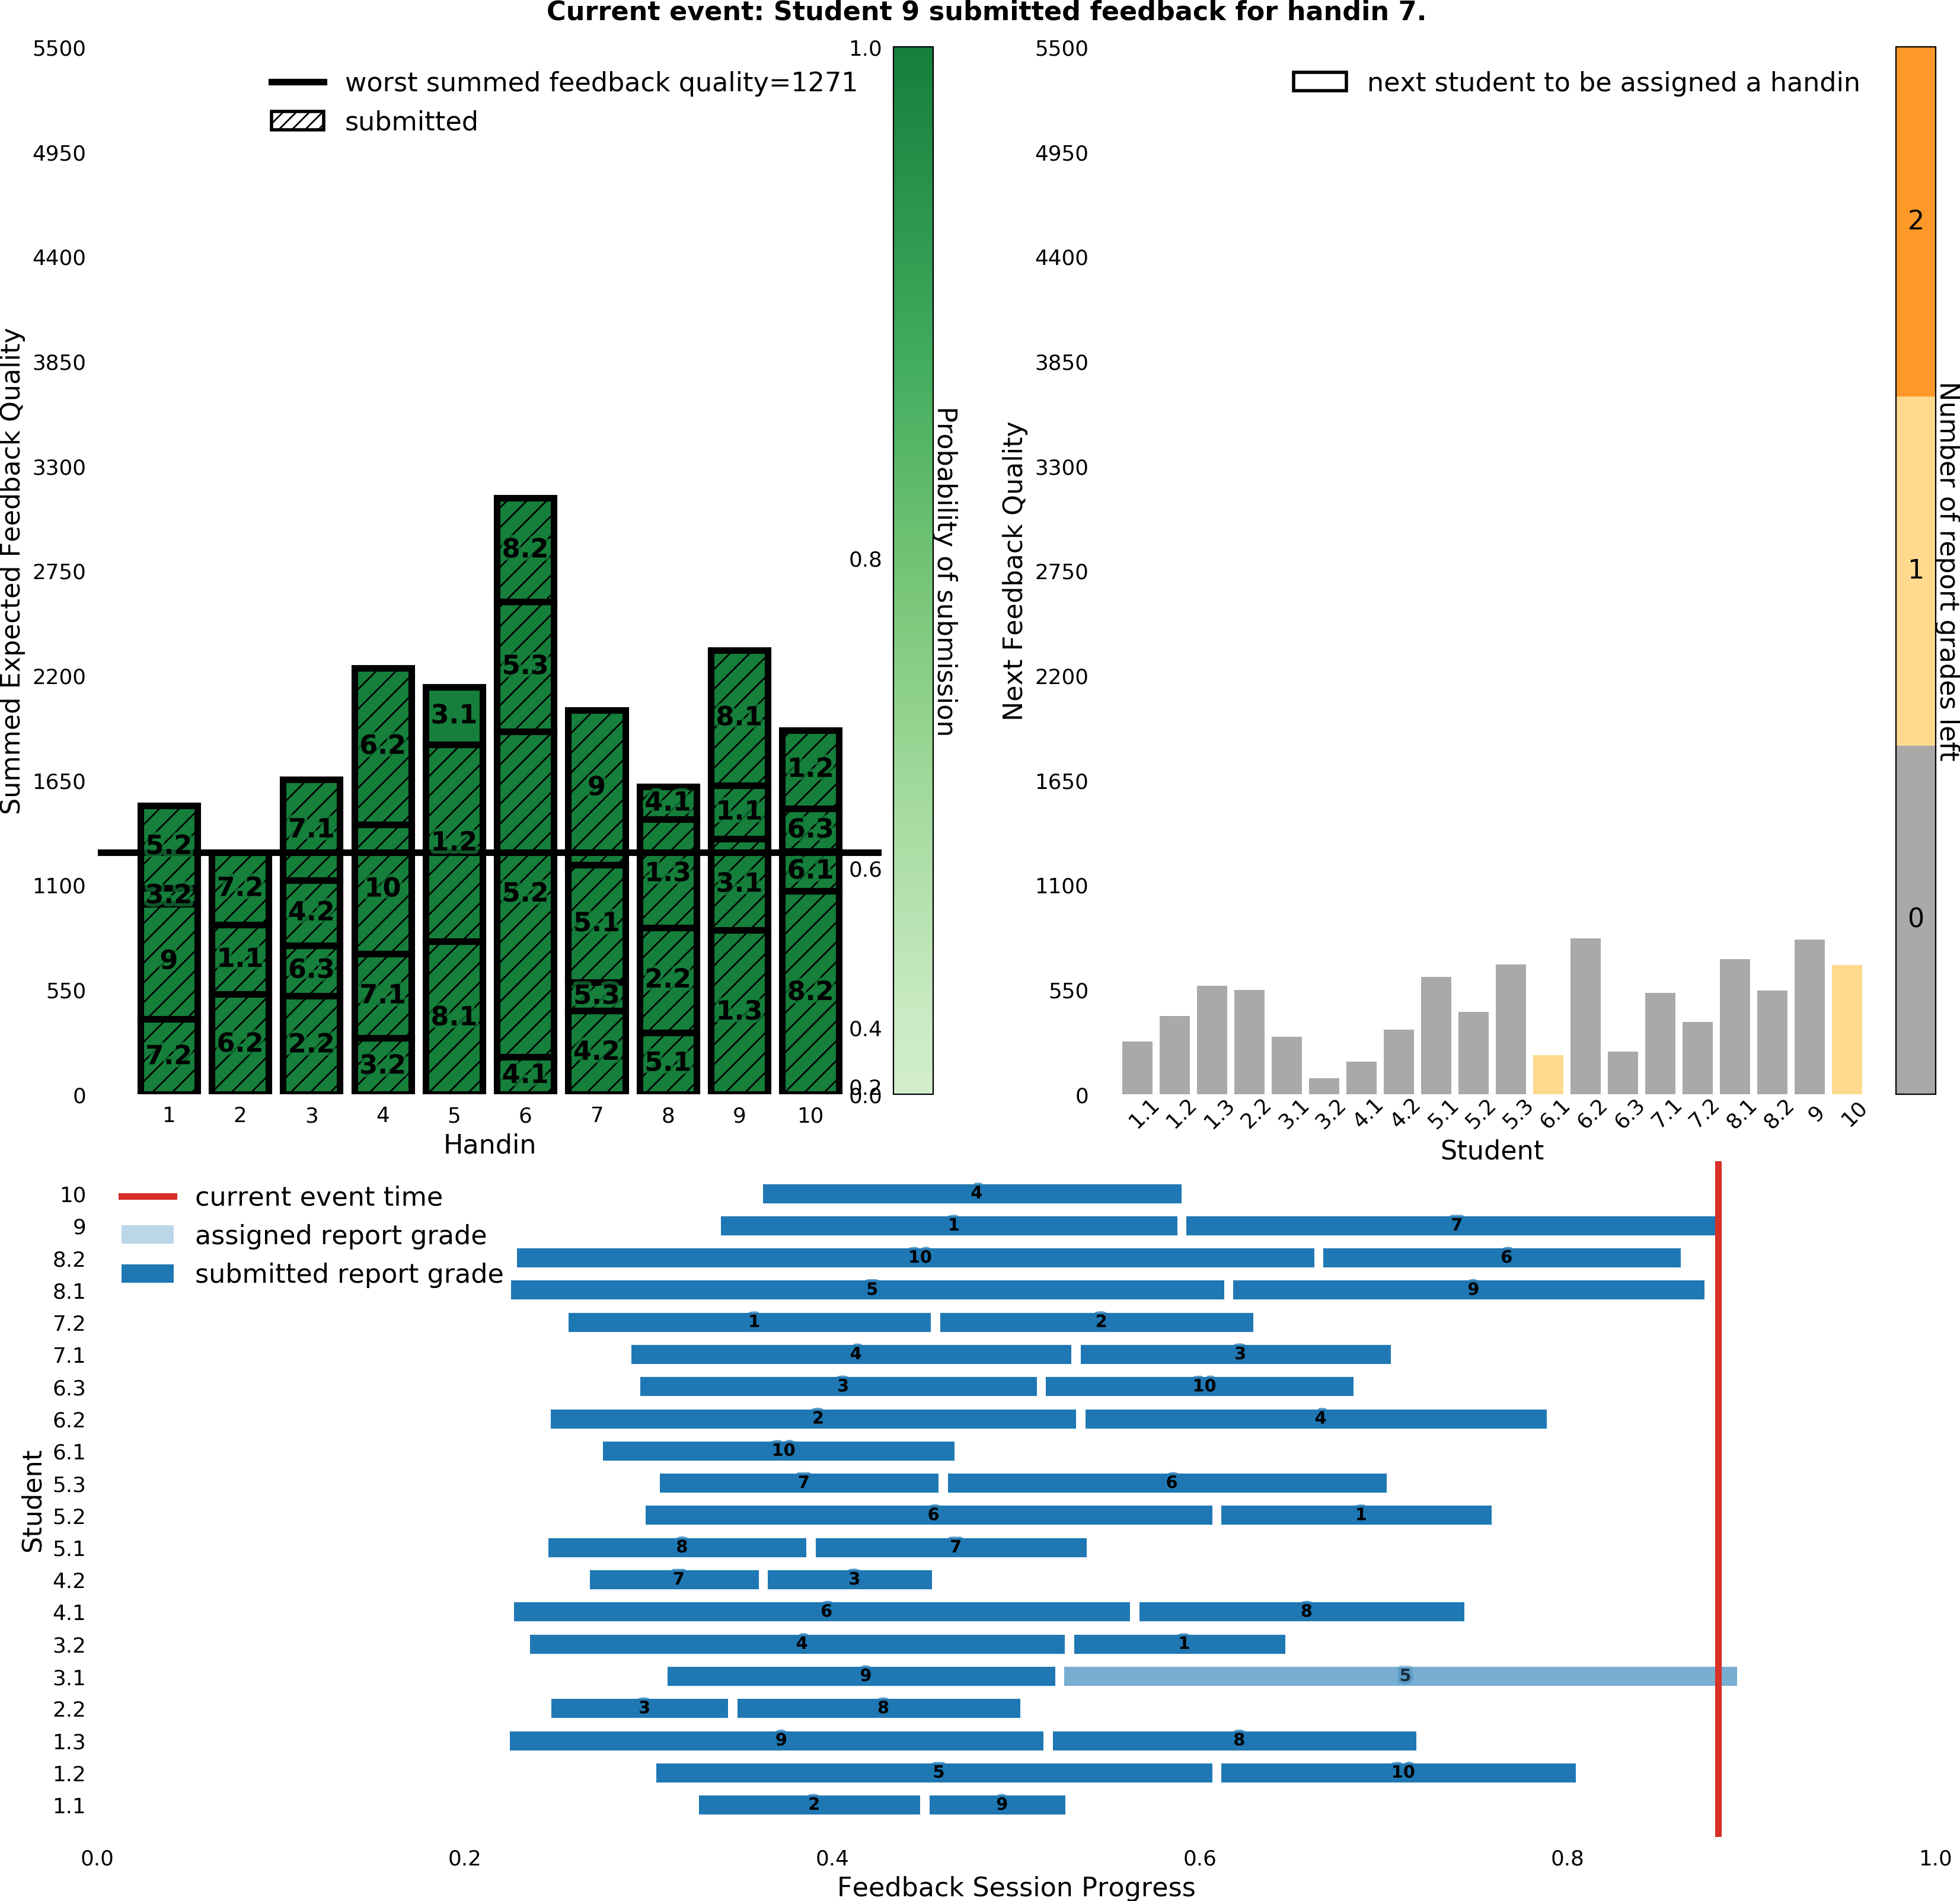 Current event: Student 9 submitted feedback for handin 7.
5500
4950
4400
3850
3300
2750
2200
1650
1100
550
0
Summed Expected Feedback Quality
worst summed feedback quality=1271
submitted
5.2
3.2
9
7.2
7.2
1.1
6.2
7.1
4.2
6.3
2.2
6.2
10
7.1
3.2
3.1
1.2
8.1
8.2
5.3
5.2
4.1
9
5.1
5.3
4.2
4.1
1.3
2.2
5.1
8.1
1.1
3.1
1.3
1.2
6.3
6.1
8.2
1 2 3 4 5 6 7 8 9 10
Handin
1.0
0.8
0.6
0.4
0.2
0.0
Probability of submission
5500
4950
4400
3850
3300
2750
2200
1650
1100
550
0
Next Feedback Quality
next student to be assigned a handin
1.1 1.2 1.3 2.2 3.1 3.2 4.1 4.2 5.1 5.2 5.3 6.1 6.2 6.3 7.1 7.2 8.1 8.2 9 10
Student
2
1
0
Number of report grades left
current event time
assigned report grade
submitted report grade
Student
10 4
9 1 7
8.2 10 6
8.1 5 9
7.2 1 2
7.1 4 3
6.3 3 10
6.2 2 4
6.1 10
5.3 7 6
5.2 6 1
5.1 8 7
4.2 7 3
4.1 6 8
3.2 4 1
3.1 9 5
2.2 3 8
1.3 9 8
1.2 5 10
1.1 2 9
0.0 0.2 0.4 0.6 0.8 1.0
Feedback Session Progress